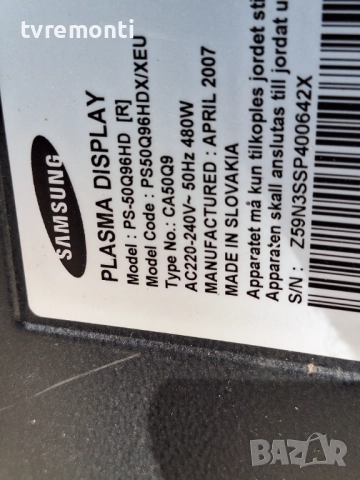 tvremonti
SAMSUNG
PLASMA DISPLAY
Model : PS-50Q96HD [R]
Model Code : PS50Q96HDX/XEU
Type No.: CA50Q9
AC220-240V~ 50Hz 480W
MANUFACTURED : APRIL 2007
MADE IN SLOVAKIA
Apparatet må kun tilkoples jordet
Apparaten skall anslutas till jordat
S/N : Z59N3SSP400642X
BAZAR
bg